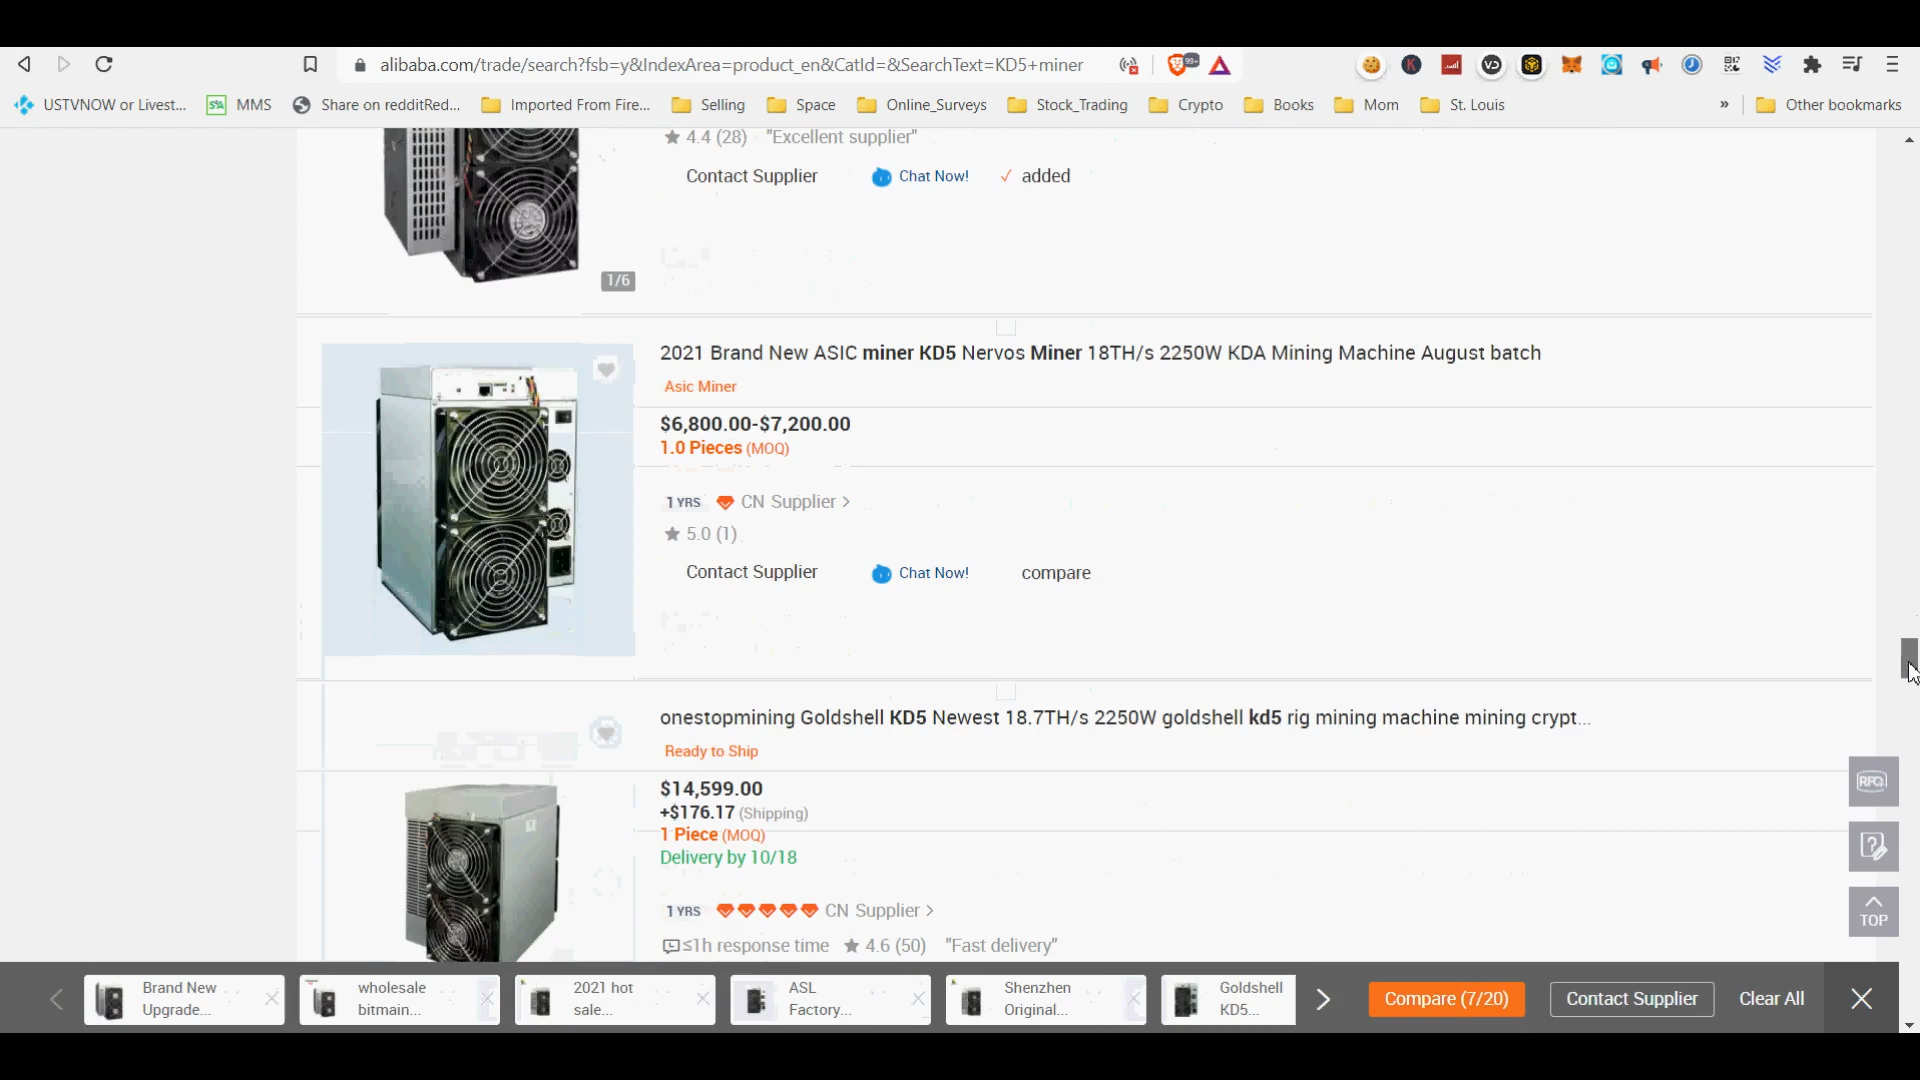 alibaba.com/trade/search?fsb=y&IndexArea=product_en&CatId=&SearchText=KD5+miner
99+
USTVNOW or Livest...
MMS
Share on redditRed...
Imported From Fire...
Selling
Space
Online_Surveys
Stock_Trading
Crypto
Books
Mom
St. Louis
»
Other bookmarks
4.4 (28) "Excellent supplier"
Contact Supplier
Chat Now!
added
1/6
2021 Brand New ASIC miner KD5 Nervos Miner 18TH/s 2250W KDA Mining Machine August batch
Asic Miner
$6,800.00-$7,200.00
1.0 Pieces (MOQ)
1 YRS CN Supplier >
5.0 (1)
Contact Supplier
Chat Now!
compare
onestopmining Goldshell KD5 Newest 18.7TH/s 2250W goldshell kd5 rig mining machine mining crypt...
Ready to Ship
$14,599.00
+$176.17 (Shipping)
1 Piece (MOQ)
Delivery by 10/18
1 YRS CN Supplier >
≤1h response time 4.6 (50) "Fast delivery"
RFQ
TOP
Brand New
Upgrade...
wholesale
bitmain...
2021 hot
sale...
ASL
Factory...
Shenzhen
Original...
Goldshell
KD5...
Compare (7/20)
Contact Supplier
Clear All